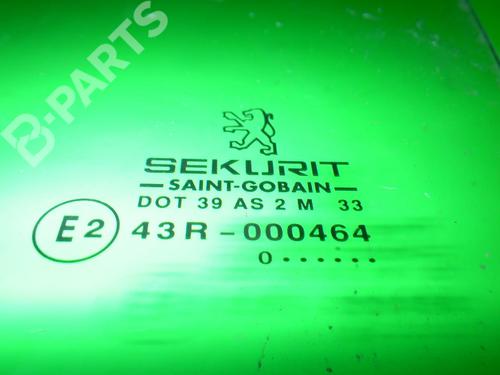 B-PARTS
SEKURIT
SAINT-GOBAIN
DOT 39 AS 2 M 33
E2 43R-000464
0......